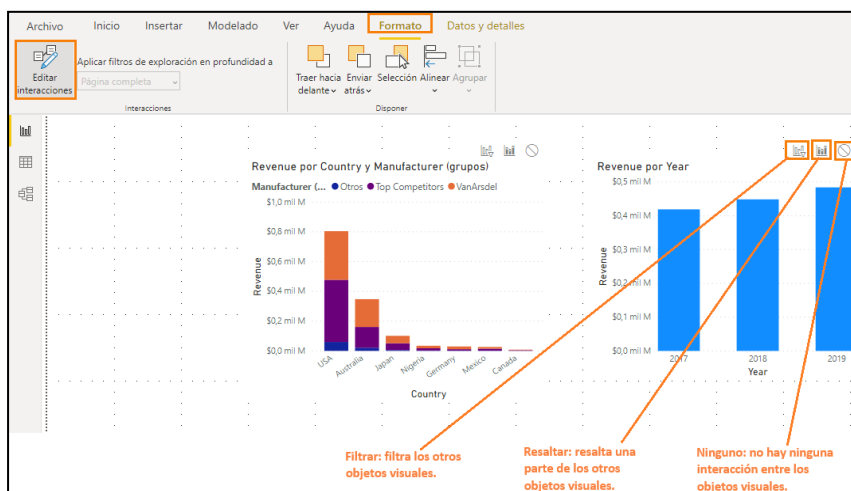 Archivo Inicio Insertar Modelado Ver Ayuda Formato Datos y detalles
Editar interacciones
Aplicar filtros de exploración en profundidad a
Página completa
Interacciones
Traer hacia delante
Enviar atrás
Selección
Alinear
Agrupar
Disponer
Revenue por Country y Manufacturer (grupos)
Manufacturer (... Otros Top Competitors VanArsdel
$1,0 mil M
$0,8 mil M
$0,6 mil M
$0,4 mil M
$0,2 mil M
$0,0 mil M
Revenue
USA
Australia
Japan
Nigeria
Germany
Mexico
Canada
Country
Revenue por Year
$0,5 mil M
$0,4 mil M
$0,3 mil M
$0,2 mil M
$0,1 mil M
$0,0 mil M
Revenue
2017
2018
2019
Year
Filtrar: filtra los otros
objetos visuales.
Resaltar: resalta una
parte de los otros
objetos visuales.
Ninguno: no hay ninguna
interacción entre los
objetos visuales.